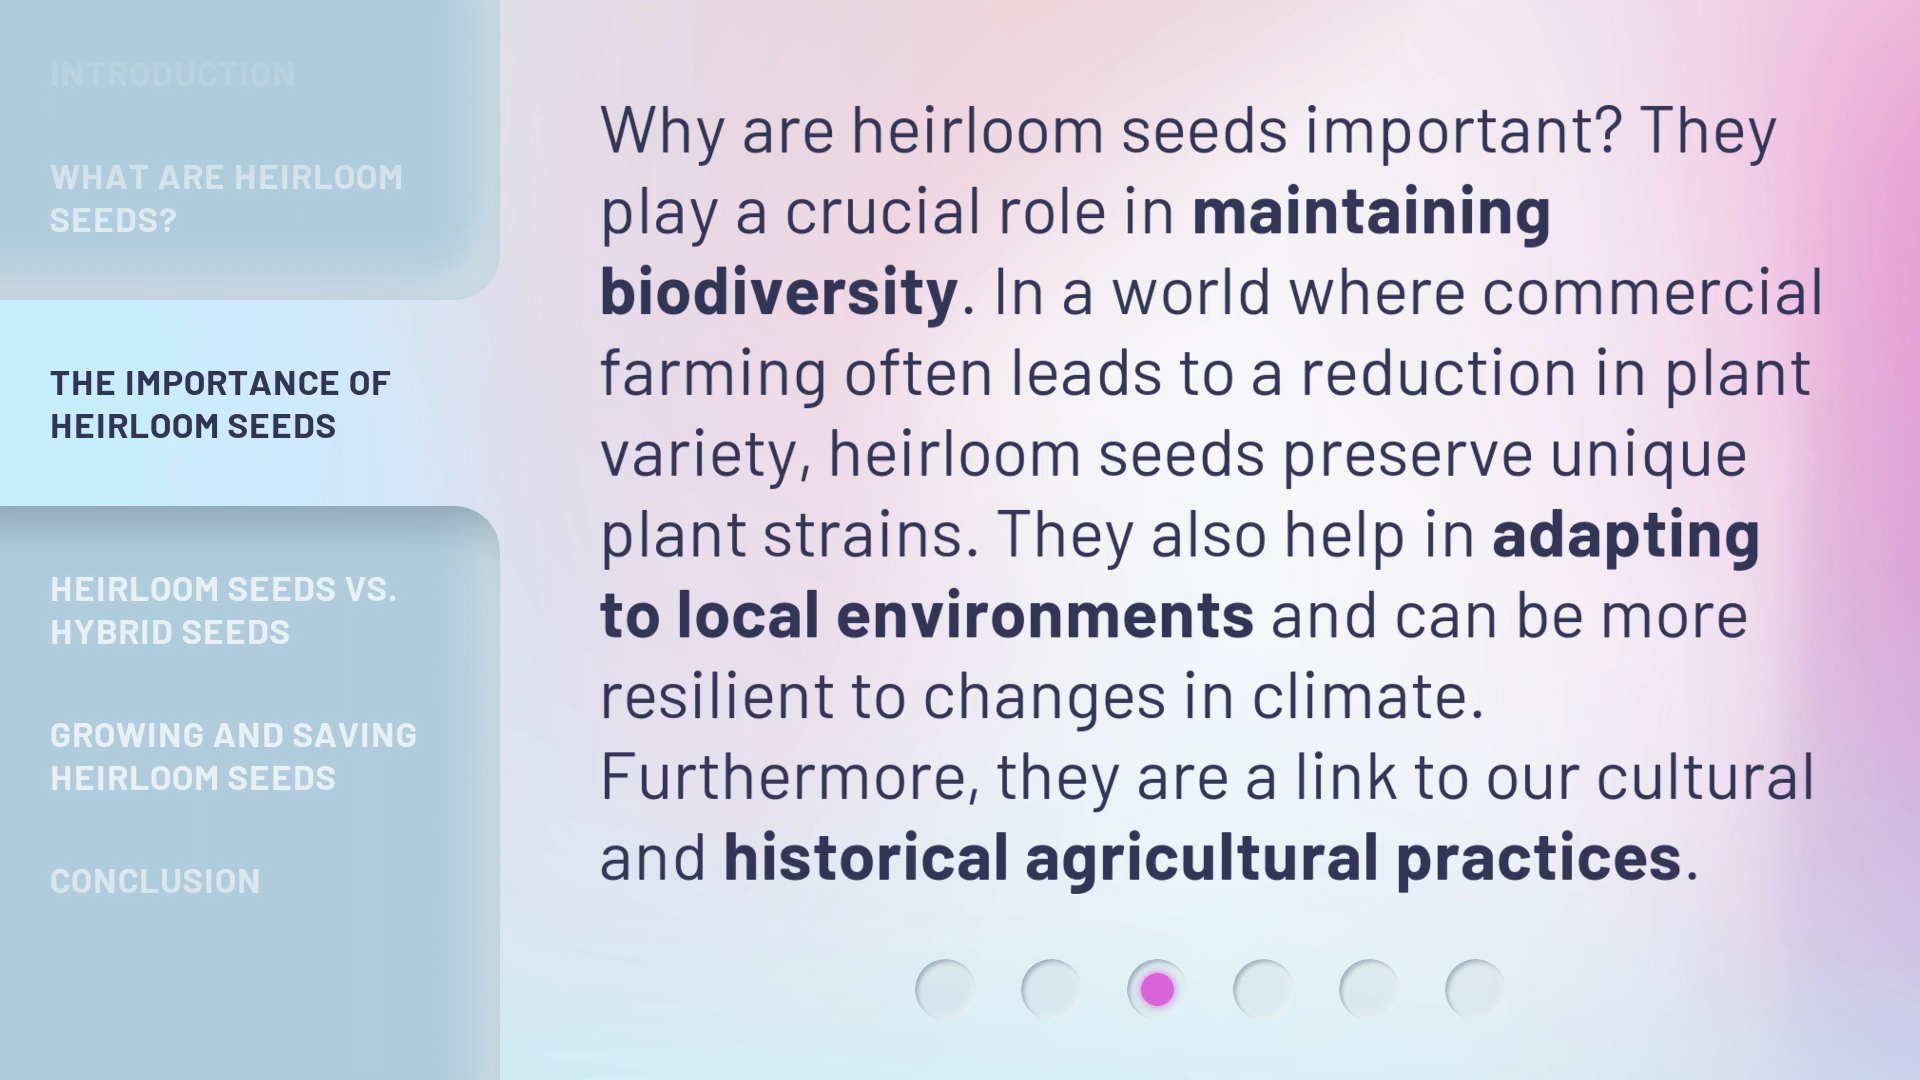 INTRODUCTION
WHAT ARE HEIRLOOM
SEEDS?
THE IMPORTANCE OF
HEIRLOOM SEEDS
HEIRLOOM SEEDS VS.
HYBRID SEEDS
GROWING AND SAVING
HEIRLOOM SEEDS
CONCLUSION
Why are heirloom seeds important? They
play a crucial role in maintaining
biodiversity. In a world where commercial
farming often leads to a reduction in plant
variety, heirloom seeds preserve unique
plant strains. They also help in adapting
to local environments and can be more
resilient to changes in climate.
Furthermore, they are a link to our cultural
and historical agricultural practices.